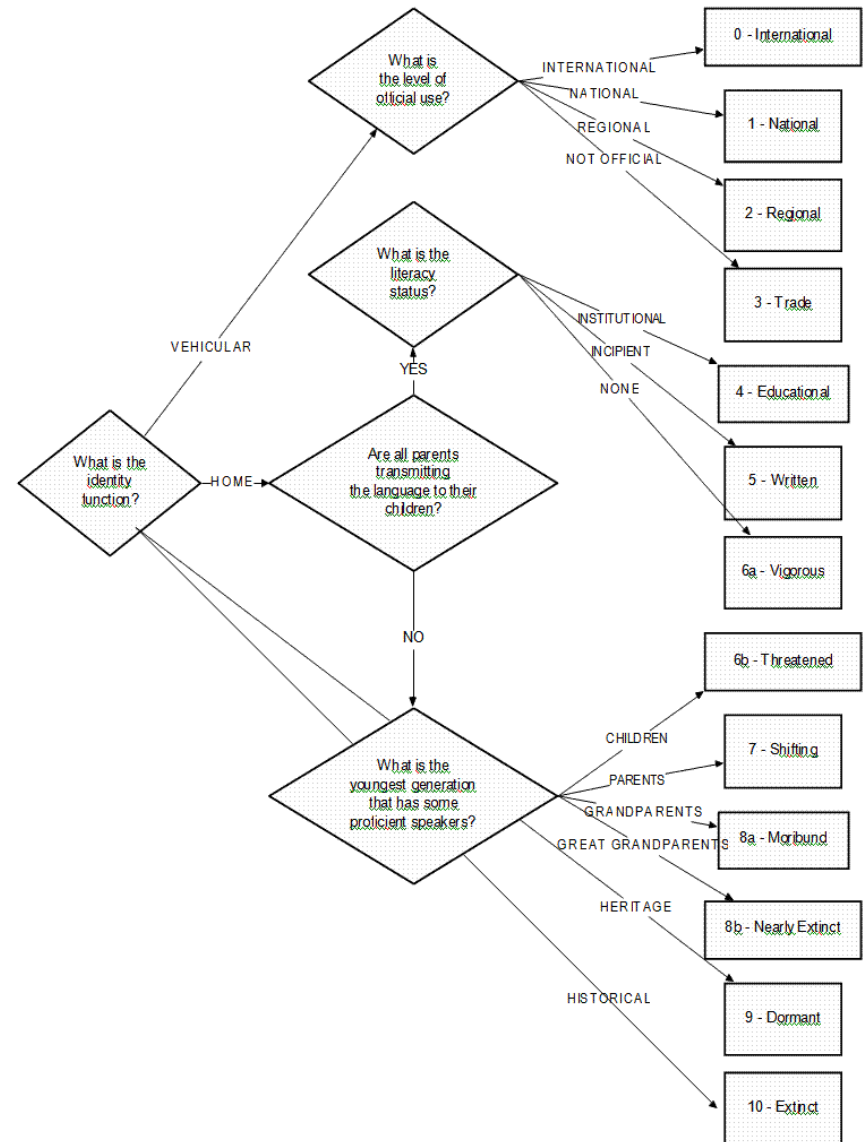 What is
the level of
official use?
INTERNATIONAL
NATIONAL
REGIONAL
NOT OFFICIAL
0 - International
1 - National
2 - Regional
3 - Trade
What is the
literacy
status?
INSTITUTIONAL
INCIPIENT
NONE
4 - Educational
5 - Written
6a - Vigorous
VEHICULAR
YES
What is the
identity
function?
HOME
Are all parents
transmitting
the language to their
children?
NO
What is the
youngest generation
that has some
proficient speakers?
CHILDREN
PARENTS
GRANDPARENTS
GREAT GRANDPARENTS
HERITAGE
HISTORICAL
6b - Threatened
7 - Shifting
8a - Moribund
8b - Nearly Extinct
9 - Dormant
10 - Extinct